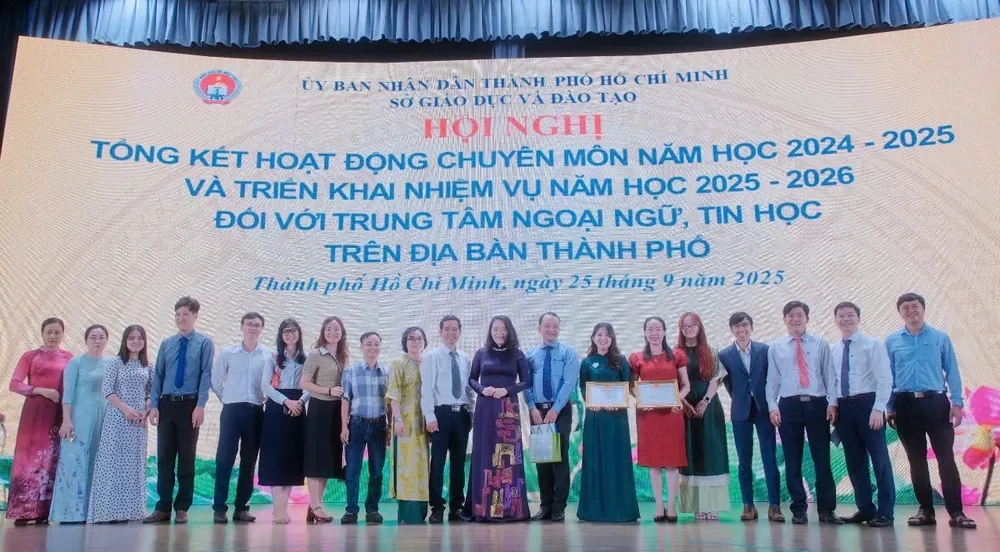 ỦY BAN NHÂN DÂN THÀNH PHỐ HỒ CHÍ MINH
SỞ GIÁO DỤC VÀ ĐÀO TẠO
HỘI NGHỊ
TỔNG KẾT HOẠT ĐỘNG CHUYÊN MÔN NĂM HỌC 2024 - 2025
VÀ TRIỂN KHAI NHIỆM VỤ NĂM HỌC 2025 - 2026
ĐỐI VỚI TRUNG TÂM NGOẠI NGỮ, TIN HỌC
TRÊN ĐỊA BÀN THÀNH PHỐ
Thành phố Hồ Chí Minh, ngày 25 tháng 9 năm 2025